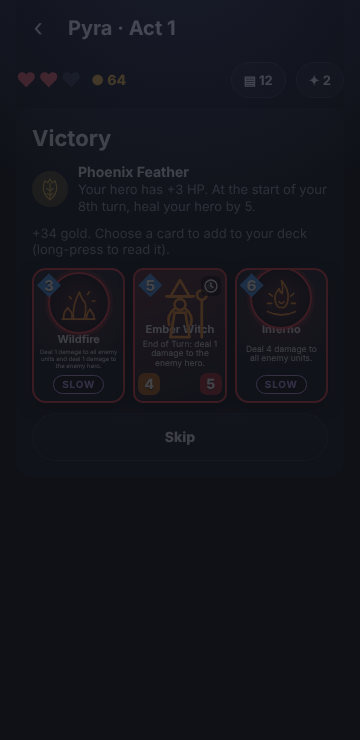 Pyra · Act 1
64
12
2
Victory
Phoenix Feather
Your hero has +3 HP. At the start of your
8th turn, heal your hero by 5.
+34 gold. Choose a card to add to your deck
(long-press to read it).
3
Wildfire
Deal 1 damage to all enemy
units and deal 1 damage to
the enemy hero.
SLOW
5
Ember Witch
End of Turn: deal 1
damage to the
enemy hero.
4
5
6
Inferno
Deal 4 damage to
all enemy units.
SLOW
Skip